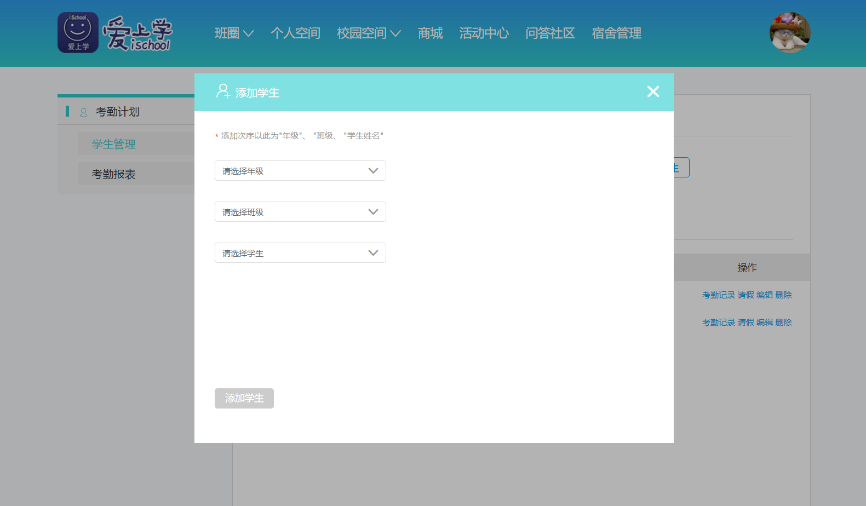 iSchool
爱上学
爱上学
ischool
班圈 个人空间 校园空间 商城 活动中心 问答社区 宿舍管理
考勤计划
学生管理
考勤报表
添加学生
* 添加次序以此为"年级"、 "班级、 "学生姓名"
请选择年级
请选择班级
请选择学生
添加学生
生
操作
考勤记录 请假 编辑 删除
考勤记录 请假 编辑 删除